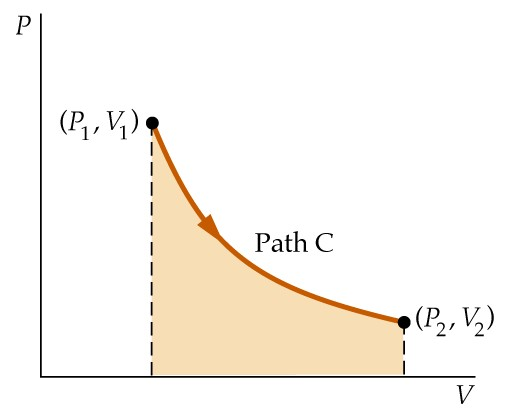 P
(P₁, V₁)
Path C
(P₂, V₂)
V